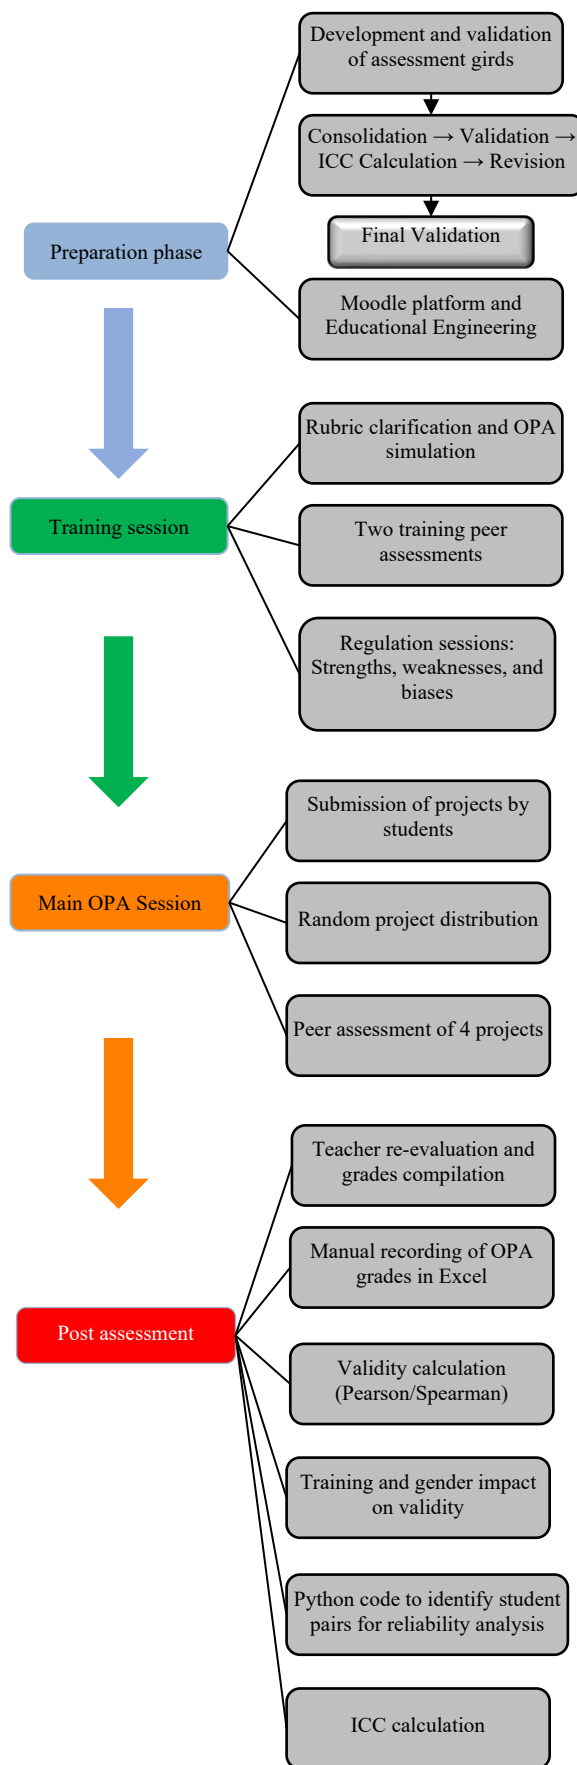 Development and validation
of assessment girds
Consolidation → Validation →
ICC Calculation → Revision
Final Validation
Preparation phase
Moodle platform and
Educational Engineering
Rubric clarification and OPA
simulation
Training session
Two training peer
assessments
Regulation sessions:
Strengths, weaknesses, and
biases
Submission of projects by
students
Main OPA Session
Random project distribution
Peer assessment of 4 projects
Teacher re-evaluation and
grades compilation
Manual recording of OPA
grades in Excel
Post assessment
Validity calculation
(Pearson/Spearman)
Training and gender impact
on validity
Python code to identify student
pairs for reliability analysis
ICC calculation